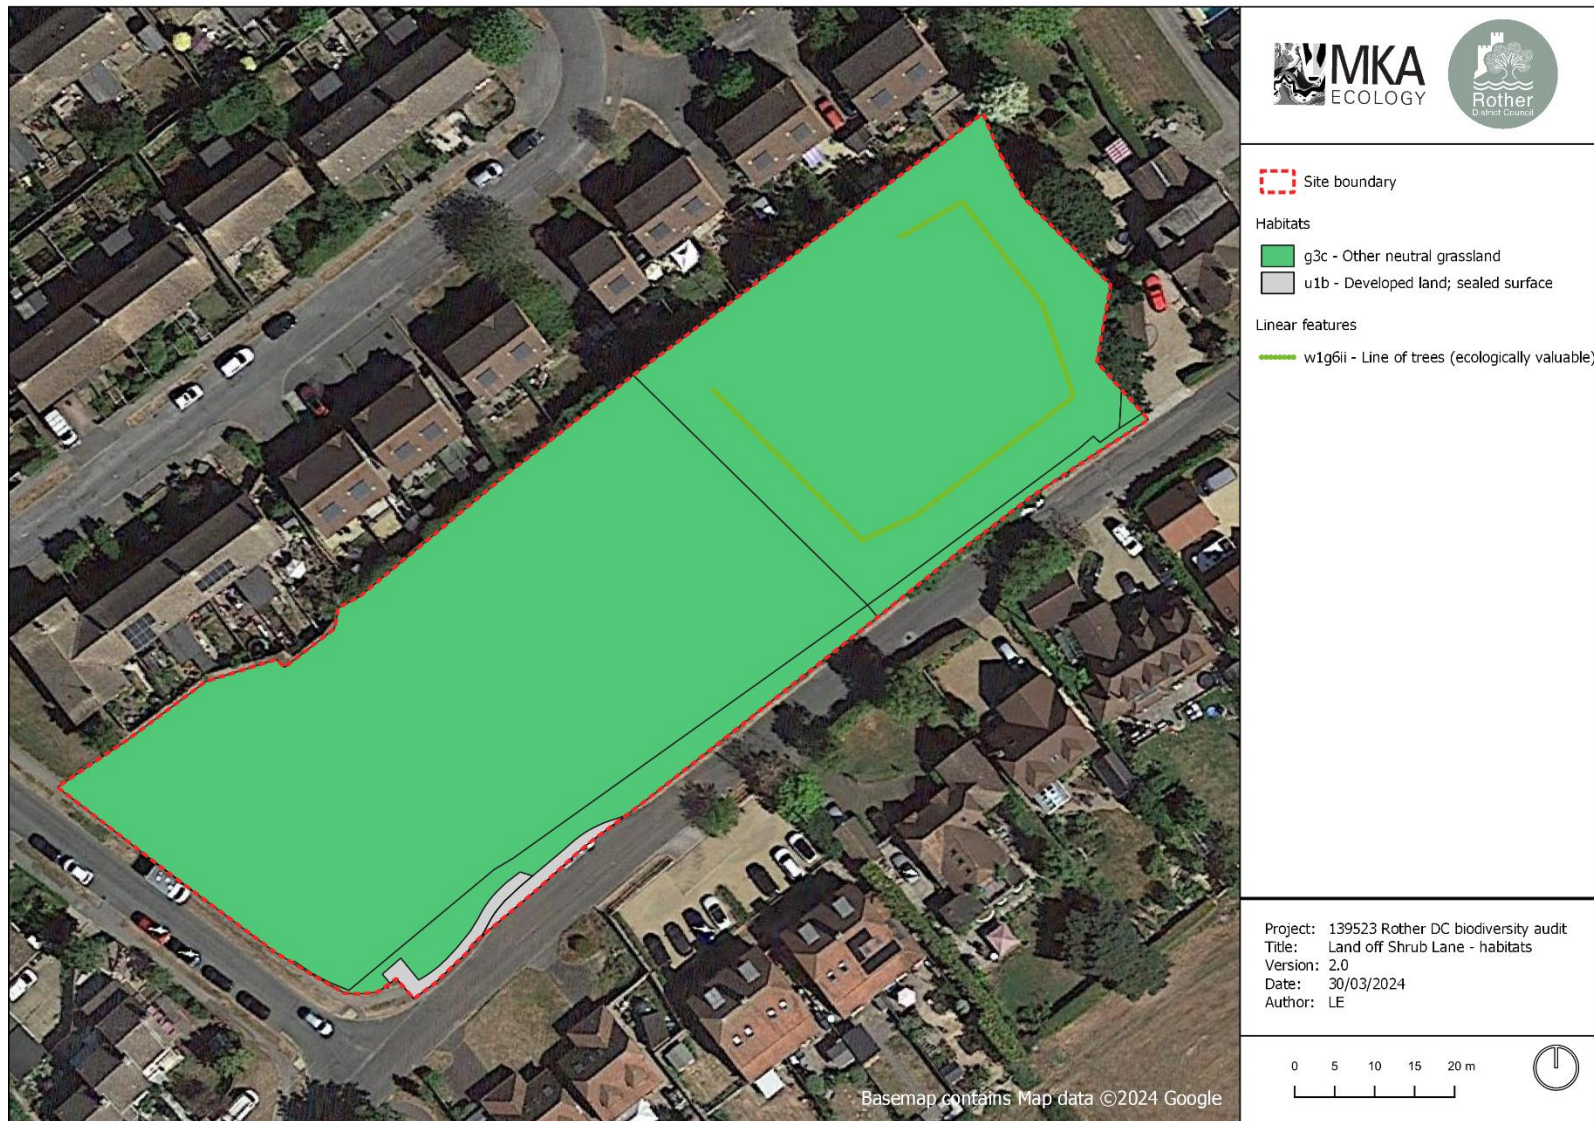 MKA
ECOLOGY
Rother
District Council
Site boundary
Habitats
g3c - Other neutral grassland
u1b - Developed land; sealed surface
Linear features
w1g6ii - Line of trees (ecologically valuable)
Project: 139523 Rother DC biodiversity audit
Title: Land off Shrub Lane - habitats
Version: 2.0
Date: 30/03/2024
Author: LE
0 5 10 15 20 m
Basemap contains Map data ©2024 Google